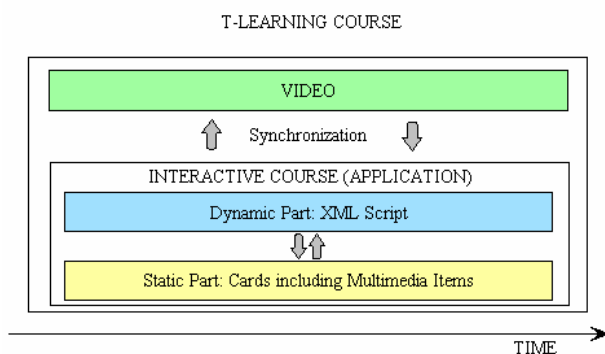 T-LEARNING COURSE
VIDEO
Synchronization
INTERACTIVE COURSE (APPLICATION)
Dynamic Part: XML Script
Static Part: Cards including Multimedia Items
TIME